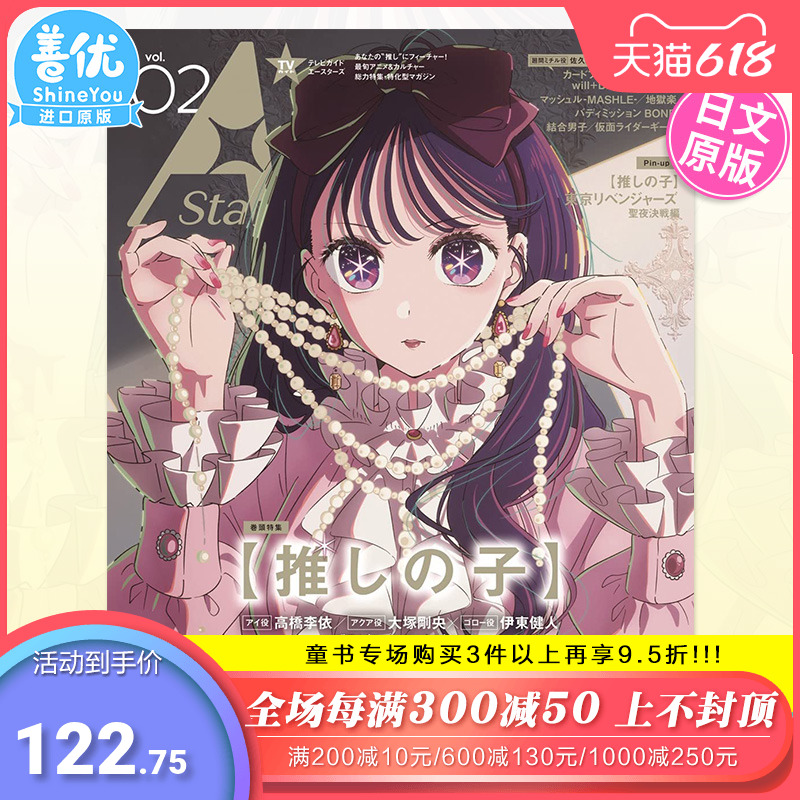 善优
ShineYou
进口原版
天猫618
日文
原版
vol.
02
TV
ガイド
テレビガイド
エースターズ
あなたの"推し"にフィーチャー!
最旬アニメ&カルチャー
総力特集・特化型マガジン
Sta
カードフ
will+D
マッシュル-MASHLE-/地獄楽
バディミッション BON
結合男子/仮面ライダーギー
Pin-up
【推しの子】
東京リベンジャーズ
聖夜決戦編
巻頭特集
【推しの子】
アイ役 高橋李依/アクア役 大塚剛央×ゴロー役 伊東健人
童书专场购买3件以上再享9.5折!!!
活动到手价
122.75
全场每满300减50 上不封顶
满200减10元/600减130元/1000减250元